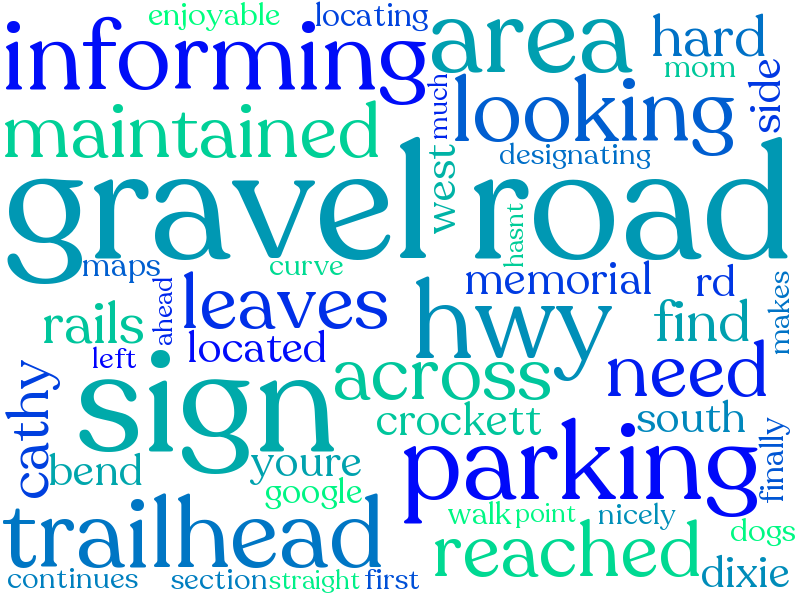 enjoyable locating
informing area hard
mom
maintained much looking side
designating
west
gravel road
hasnt
maps curve memorial rd
ahead leaves hwy makes
rails find
left located
sign across need
cathy crockett south
bend youre parking finally
google
trailhead walk point nicely
reached dogs
dixie
continues section straight first